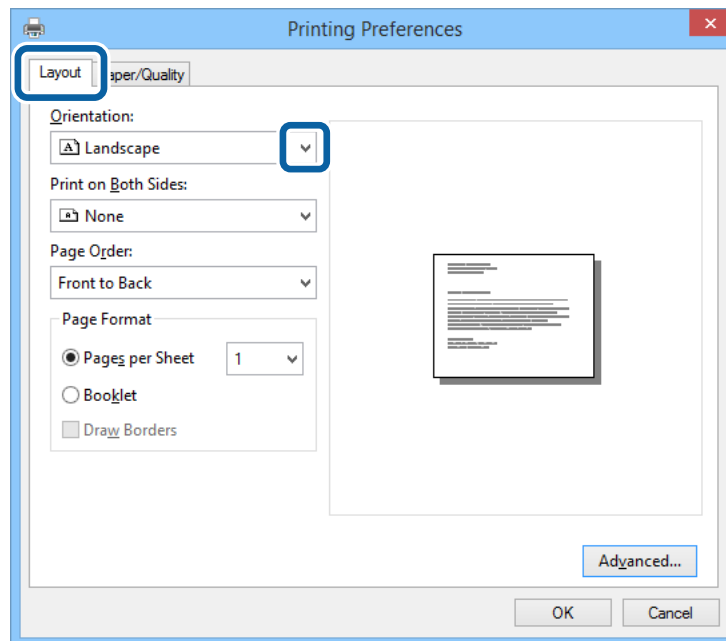 Printing Preferences
Layout aper/Quality
Orientation:
Landscape
Print on Both Sides:
None
Page Order:
Front to Back
Page Format
Pages per Sheet 1
Booklet
Draw Borders
Advanced...
OK Cancel